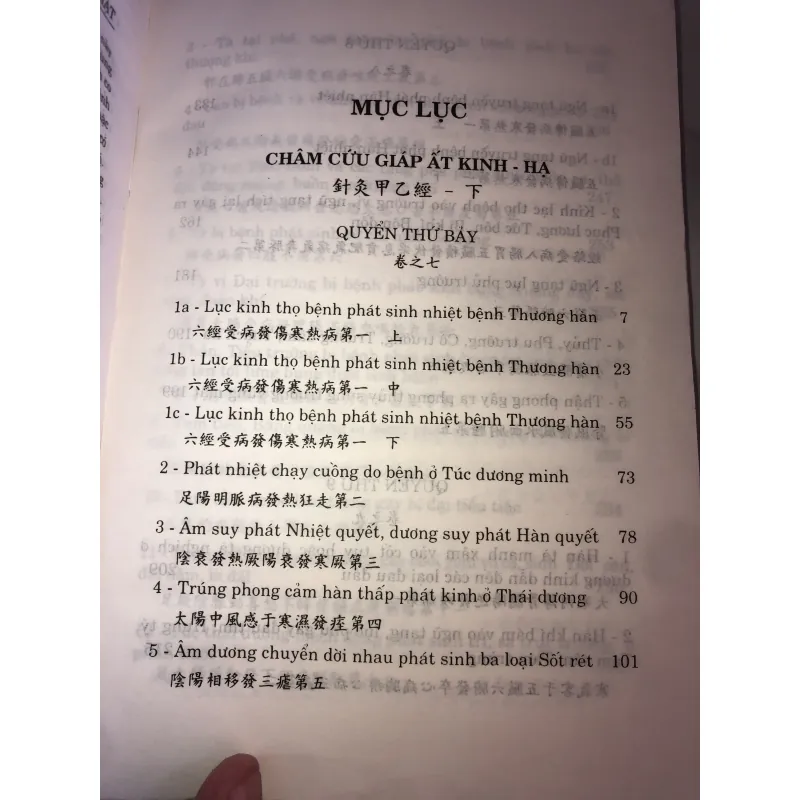 MỤC LỤC
CHÂM CỨU GIÁP ẤT KINH - HẠ
針灸甲乙經 - 下
QUYỂN THỨ BẢY
卷之七
1a - Lục kinh thọ bệnh phát sinh nhiệt bệnh Thương hàn 7
六經受病發傷寒熱病第一 上
1b - Lục kinh thọ bệnh phát sinh nhiệt bệnh Thương hàn 23
六經受病發傷寒熱病第一 中
1c - Lục kinh thọ bệnh phát sinh nhiệt bệnh Thương hàn 55
六經受病發傷寒熱病第一 下
2 - Phát nhiệt chạy cuồng do bệnh ở Túc dương minh 73
足陽明脈病發熱狂走第二
3 - Âm suy phát Nhiệt quyết, dương suy phát Hàn quyết 78
陰衰發熱厥陽衰發寒厥第三
4 - Trúng phong cảm hàn thấp phát kinh ở Thái dương 90
太陽中風感于寒濕發痓第四
5 - Âm dương chuyển dời nhau phát sinh ba loại Sốt rét 101
陰陽相移發三瘧第五